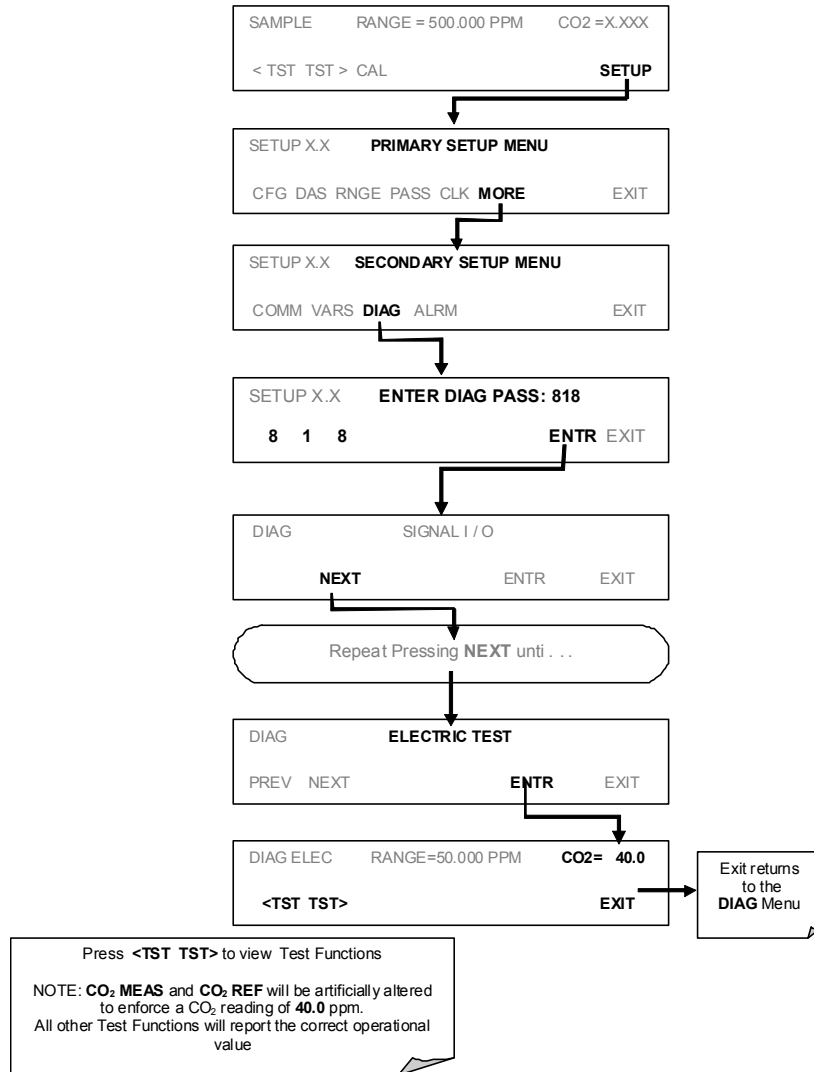 SAMPLE RANGE = 500.000 PPM CO2 =X.XXX
< TST TST > CAL SETUP
SETUP X.X PRIMARY SETUP MENU
CFG DAS RNGE PASS CLK MORE EXIT
SETUP X.X SECONDARY SETUP MENU
COMM VARS DIAG ALRM EXIT
SETUP X.X ENTER DIAG PASS: 818
8 1 8 ENTR EXIT
DIAG SIGNAL I / O
NEXT ENTR EXIT
Repeat Pressing NEXT unti . . .
DIAG ELECTRIC TEST
PREV NEXT ENTR EXIT
DIAG ELEC RANGE=50.000 PPM CO2= 40.0
<TST TST> EXIT
Exit returns
to the
DIAG Menu
Press <TST TST> to view Test Functions
NOTE: CO₂ MEAS and CO₂ REF will be artificially altered
to enforce a CO₂ reading of 40.0 ppm.
All other Test Functions will report the correct operational
value